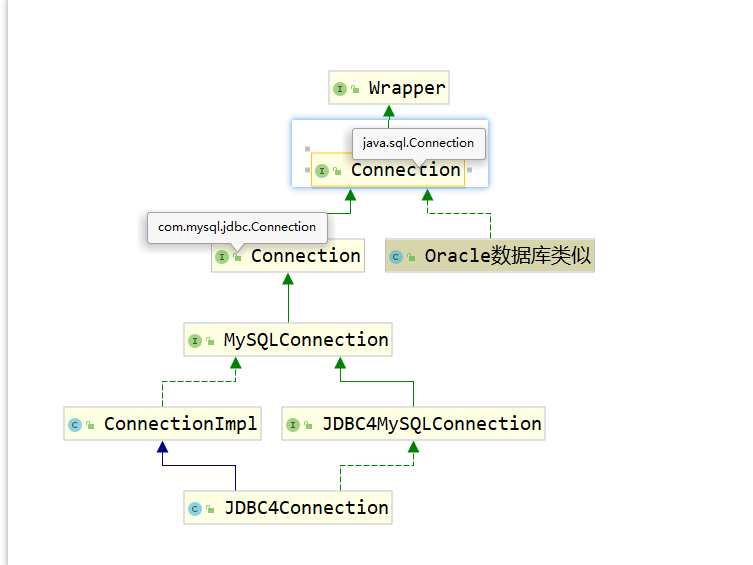 Wrapper
java.sql.Connection
Connection
com.mysql.jdbc.Connection
Connection
Oracle数据库类似
MySQLConnection
ConnectionImpl
JDBC4MySQLConnection
JDBC4Connection